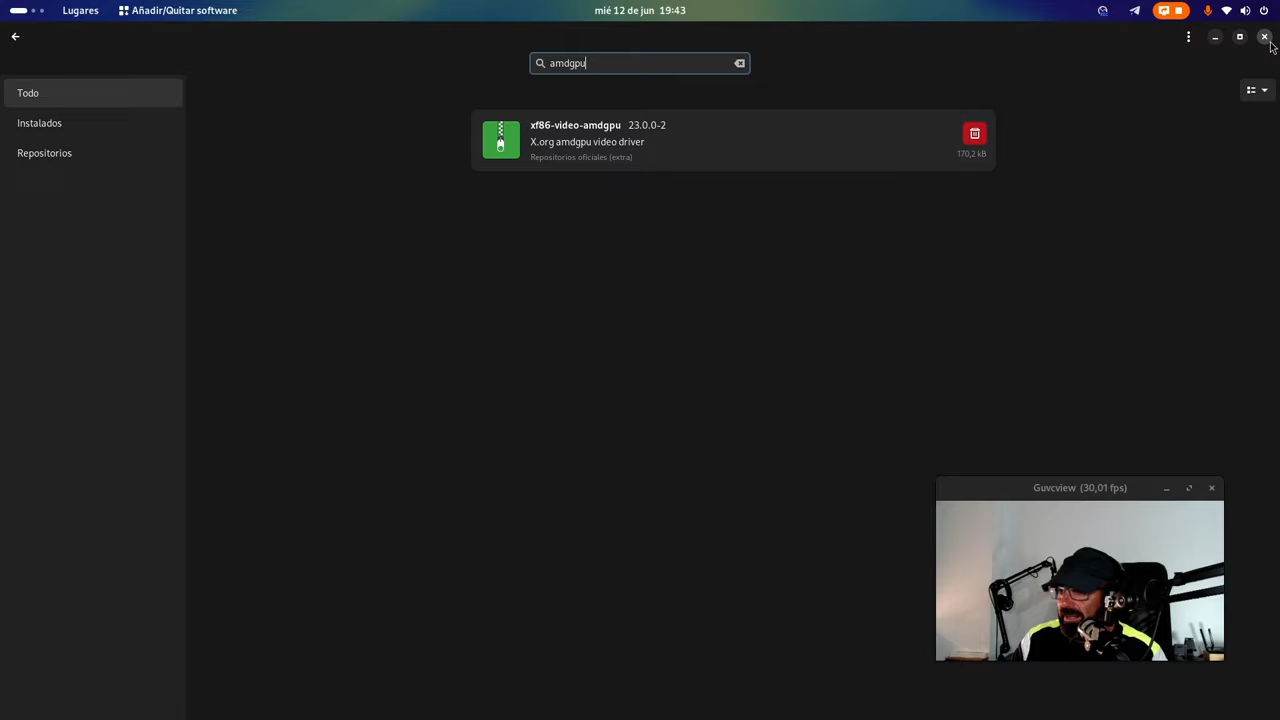 Lugares
Añadir/Quitar software
mié 12 de jun 19:43
amdgpu
Todo
Instalados
Repositorios
xf86-video-amdgpu 23.0.0-2
X.org amdgpu video driver
Repositorios oficiales (extra)
170,2 kB
Guvcview (30,01 fps)